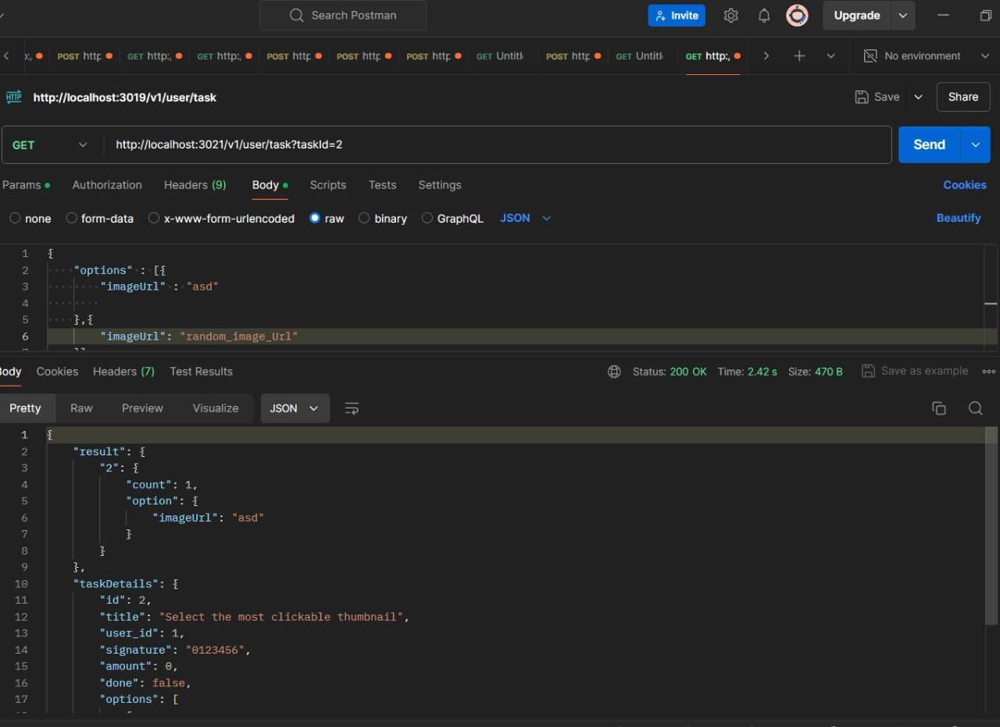 Search Postman
Invite
Upgrade
POST http
GET http:,
GET http:,
POST http
POST http
POST http
GET Untitl
POST http
GET Untitl
GET http:,
No environment
HTTP http://localhost:3019/v1/user/task
Save
Share
GET
http://localhost:3021/v1/user/task?taskId=2
Send
Params
Authorization
Headers (9)
Body
Scripts
Tests
Settings
Cookies
none
form-data
x-www-form-urlencoded
raw
binary
GraphQL
JSON
Beautify
1 {
2 "options" : [{
3 "imageUrl" : "asd"
4
5 },{
6 "imageUrl": "random_image_Url"
Body
Cookies
Headers (7)
Test Results
Status: 200 OK
Time: 2.42 s
Size: 470 B
Save as example
Pretty
Raw
Preview
Visualize
JSON
1 {
2 "result": {
3 "2": {
4 "count": 1,
5 "option": {
6 "imageUrl": "asd"
7 }
8 }
9 },
10 "taskDetails": {
11 "id": 2,
12 "title": "Select the most clickable thumbnail",
13 "user_id": 1,
14 "signature": "0123456",
15 "amount": 0,
16 "done": false,
17 "options": [